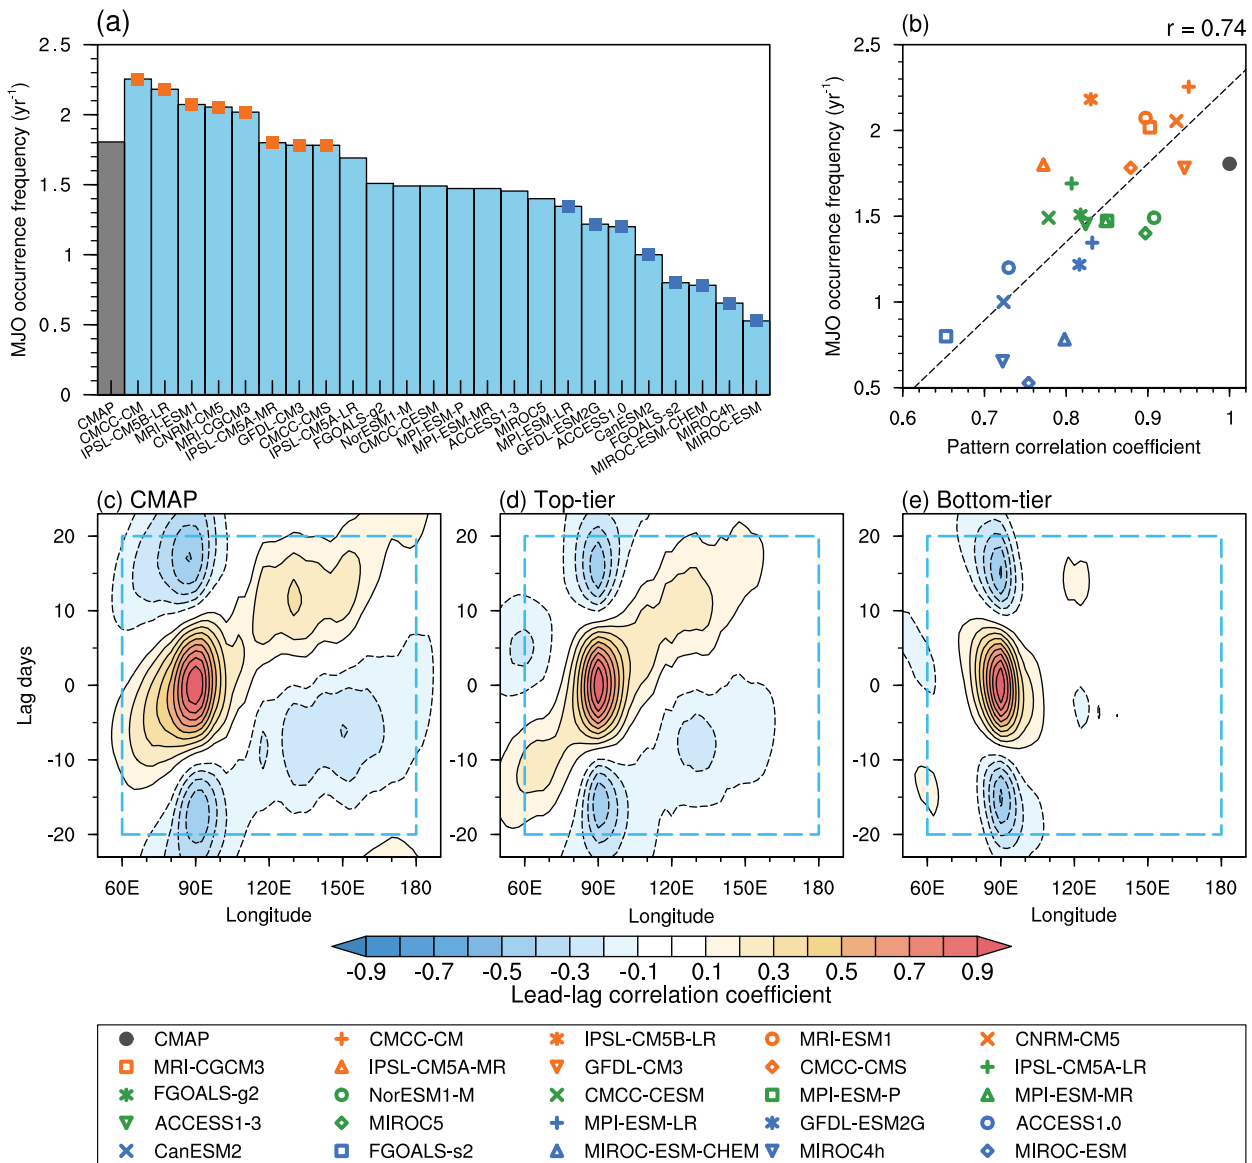 (a)
(b)
r = 0.74
MJO occurrence frequency (yr-1)
2.5
2
1.5
1
0.5
0
CMAP
CMCC-CM
IPSL-CM5B-LR
MRI-ESM1
CNRM-CM5
MRI-CGCM3
IPSL-CM5A-MR
GFDL-CM3
CMCC-CMS
IPSL-CM5A-LR
FGOALS-g2
NorESM1-M
CMCC-CESM
MPI-ESM-P
MPI-ESM-MR
ACCESS1-3
MIROC5
MPI-ESM-LR
GFDL-ESM2G
ACCESS1.0
CanESM2
FGOALS-s2
MIROC-ESM-CHEM
MIROC4h
MIROC-ESM
MJO occurrence frequency (yr-1)
2.5
2
1.5
1
0.5
0.6 0.7 0.8 0.9 1
Pattern correlation coefficient
(c) CMAP
(d) Top-tier
(e) Bottom-tier
Lag days
20
10
0
-10
-20
60E 90E 120E 150E 180
Longitude
20
10
0
-10
-20
60E 90E 120E 150E 180
Longitude
20
10
0
-10
-20
60E 90E 120E 150E 180
Longitude
-0.9 -0.7 -0.5 -0.3 -0.1 0.1 0.3 0.5 0.7 0.9
Lead-lag correlation coefficient
CMAP CMCC-CM IPSL-CM5B-LR MRI-ESM1 CNRM-CM5
MRI-CGCM3 IPSL-CM5A-MR GFDL-CM3 CMCC-CMS IPSL-CM5A-LR
FGOALS-g2 NorESM1-M CMCC-CESM MPI-ESM-P MPI-ESM-MR
ACCESS1-3 MIROC5 MPI-ESM-LR GFDL-ESM2G ACCESS1.0
CanESM2 FGOALS-s2 MIROC-ESM-CHEM MIROC4h MIROC-ESM